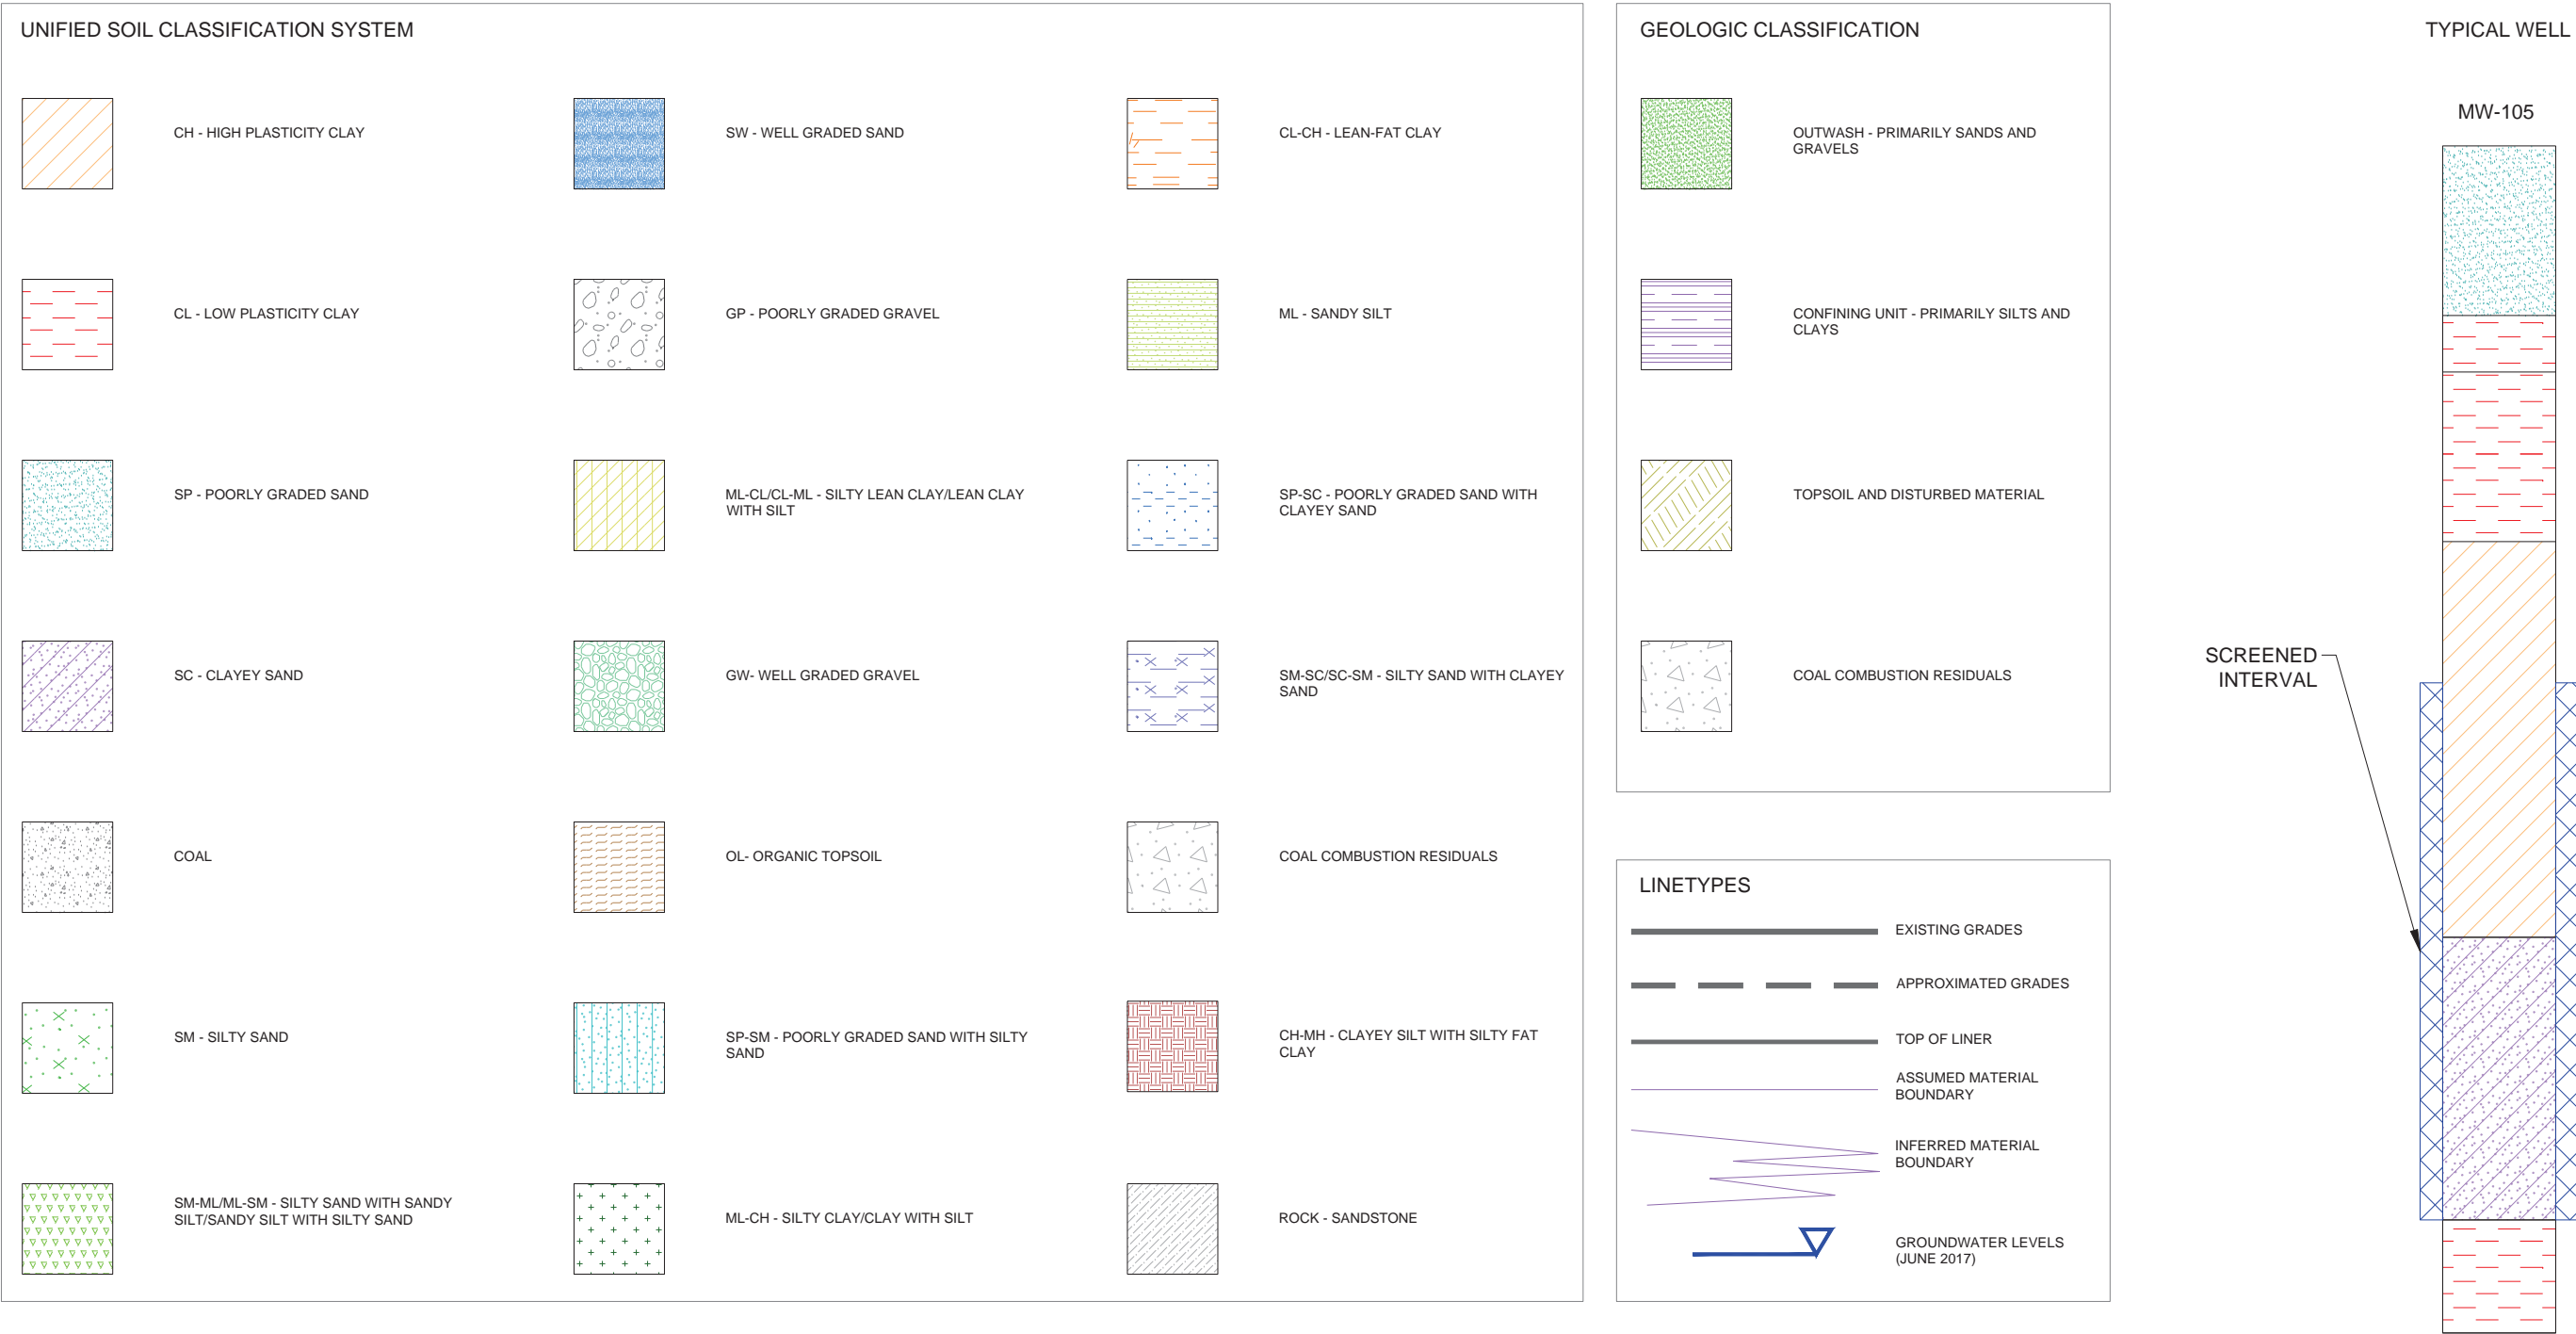 UNIFIED SOIL CLASSIFICATION SYSTEM
CH - HIGH PLASTICITY CLAY
SW - WELL GRADED SAND
CL-CH - LEAN-FAT CLAY
CL - LOW PLASTICITY CLAY
GP - POORLY GRADED GRAVEL
ML - SANDY SILT
SP - POORLY GRADED SAND
ML-CL/CL-ML - SILTY LEAN CLAY/LEAN CLAY
WITH SILT
SP-SC - POORLY GRADED SAND WITH
CLAYEY SAND
SC - CLAYEY SAND
GW- WELL GRADED GRAVEL
SM-SC/SC-SM - SILTY SAND WITH CLAYEY
SAND
COAL
OL- ORGANIC TOPSOIL
COAL COMBUSTION RESIDUALS
SM - SILTY SAND
SP-SM - POORLY GRADED SAND WITH SILTY
SAND
CH-MH - CLAYEY SILT WITH SILTY FAT
CLAY
SM-ML/ML-SM - SILTY SAND WITH SANDY
SILT/SANDY SILT WITH SILTY SAND
ML-CH - SILTY CLAY/CLAY WITH SILT
ROCK - SANDSTONE
GEOLOGIC CLASSIFICATION
OUTWASH - PRIMARILY SANDS AND
GRAVELS
CONFINING UNIT - PRIMARILY SILTS AND
CLAYS
TOPSOIL AND DISTURBED MATERIAL
COAL COMBUSTION RESIDUALS
LINETYPES
EXISTING GRADES
APPROXIMATED GRADES
TOP OF LINER
ASSUMED MATERIAL
BOUNDARY
INFERRED MATERIAL
BOUNDARY
GROUNDWATER LEVELS
(JUNE 2017)
TYPICAL WELL
MW-105
SCREENED
INTERVAL